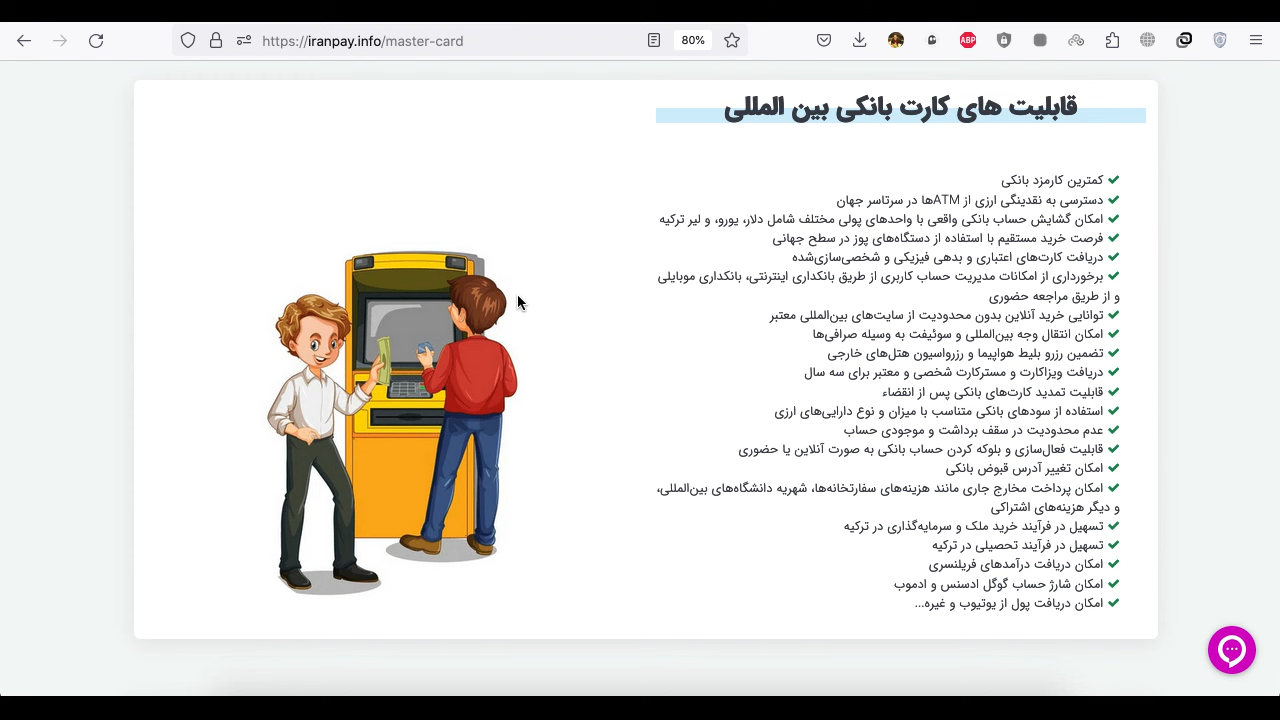 https://iranpay.info/master-card
80%
ABP
قابلیت های کارت بانکی بین المللی
کمترین کارمزد بانکی
دسترسی به نقدینگی ارزی از ATMها در سرتاسر جهان
امکان گشایش حساب بانکی واقعی با واحدهای پولی مختلف شامل دلار، یورو، و لیر ترکیه
فرصت خرید مستقیم با استفاده از دستگاه‌های پوز در سطح جهانی
دریافت کارت‌های اعتباری و بدهی فیزیکی و شخصی‌سازی‌شده
برخورداری از امکانات مدیریت حساب کاربری از طریق بانکداری اینترنتی، بانکداری موبایلی
و از طریق مراجعه حضوری
توانایی خرید آنلاین بدون محدودیت از سایت‌های بین‌المللی معتبر
امکان انتقال وجه بین‌المللی و سوئیفت به وسیله صرافی‌ها
تضمین رزرو بلیط هواپیما و رزرواسیون هتل‌های خارجی
دریافت ویزاکارت و مسترکارت شخصی و معتبر برای سه سال
قابلیت تمدید کارت‌های بانکی پس از انقضاء
استفاده از سودهای بانکی متناسب با میزان و نوع دارایی‌های ارزی
عدم محدودیت در سقف برداشت و موجودی حساب
قابلیت فعال‌سازی و بلوکه کردن حساب بانکی به صورت آنلاین یا حضوری
امکان تغییر آدرس قبوض بانکی
امکان پرداخت مخارج جاری مانند هزینه‌های سفارتخانه‌ها، شهریه دانشگاه‌های بین‌المللی،
و دیگر هزینه‌های اشتراکی
تسهیل در فرآیند خرید ملک و سرمایه‌گذاری در ترکیه
تسهیل در فرآیند تحصیلی در ترکیه
امکان دریافت درآمدهای فریلنسری
امکان شارژ حساب گوگل ادسنس و ادموب
امکان دریافت پول از یوتیوب و غیره...